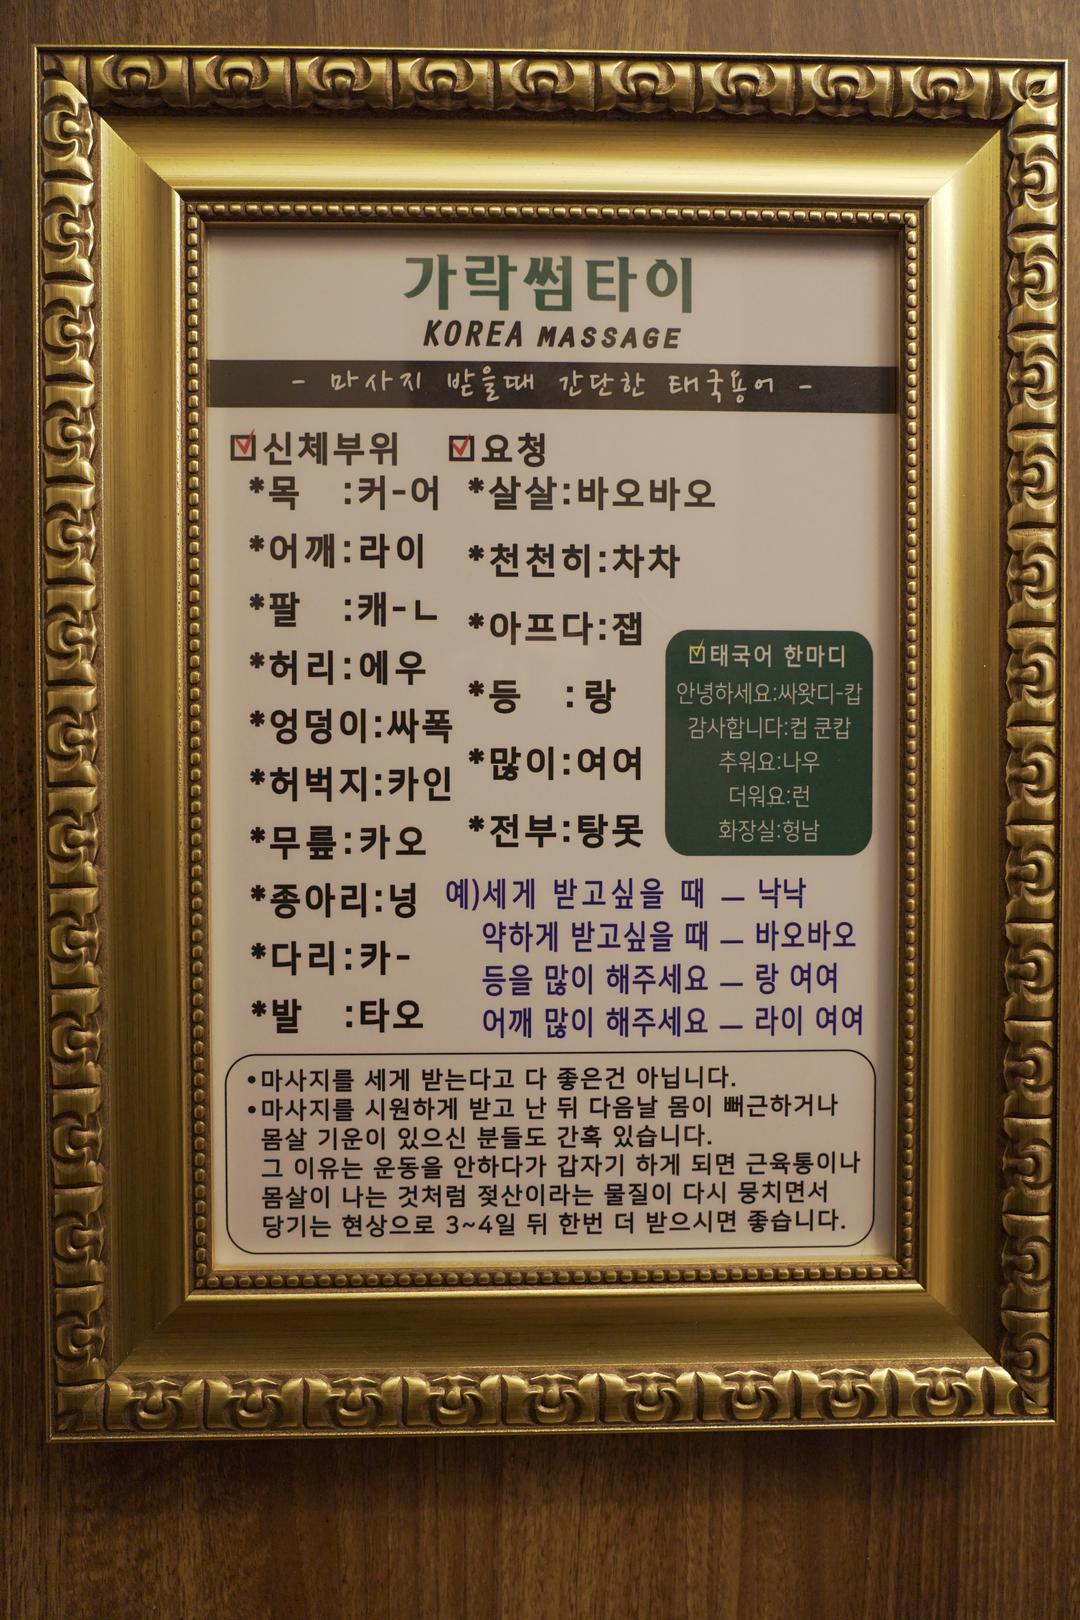 가락썸타이
KOREA MASSAGE
- 마사지 받을때 간단한 태국용어 -
신체부위
*목 :커-어
*어깨:라이
*팔 :캐-ㄴ
*허리:에우
*엉덩이:싸폭
*허벅지:카인
*무릎:카오
*종아리:넝
*다리:카-
*발 :타오
요청
*살살:바오바오
*천천히:차차
*아프다:잽
*등 :랑
*많이:여여
*전부:탕못
태국어 한마디
안녕하세요:싸왓디-캅
감사합니다:컵 쿤캅
추워요:나우
더워요:런
화장실:헝남
예)세게 받고싶을 때 – 낙낙
약하게 받고싶을 때 – 바오바오
등을 많이 해주세요 – 랑 여여
어깨 많이 해주세요 – 라이 여여
•마사지를 세게 받는다고 다 좋은건 아닙니다.
•마사지를 시원하게 받고 난 뒤 다음날 몸이 뻐근하거나
몸살 기운이 있으신 분들도 간혹 있습니다.
그 이유는 운동을 안하다가 갑자기 하게 되면 근육통이나
몸살이 나는 것처럼 젖산이라는 물질이 다시 뭉치면서
당기는 현상으로 3~4일 뒤 한번 더 받으시면 좋습니다.